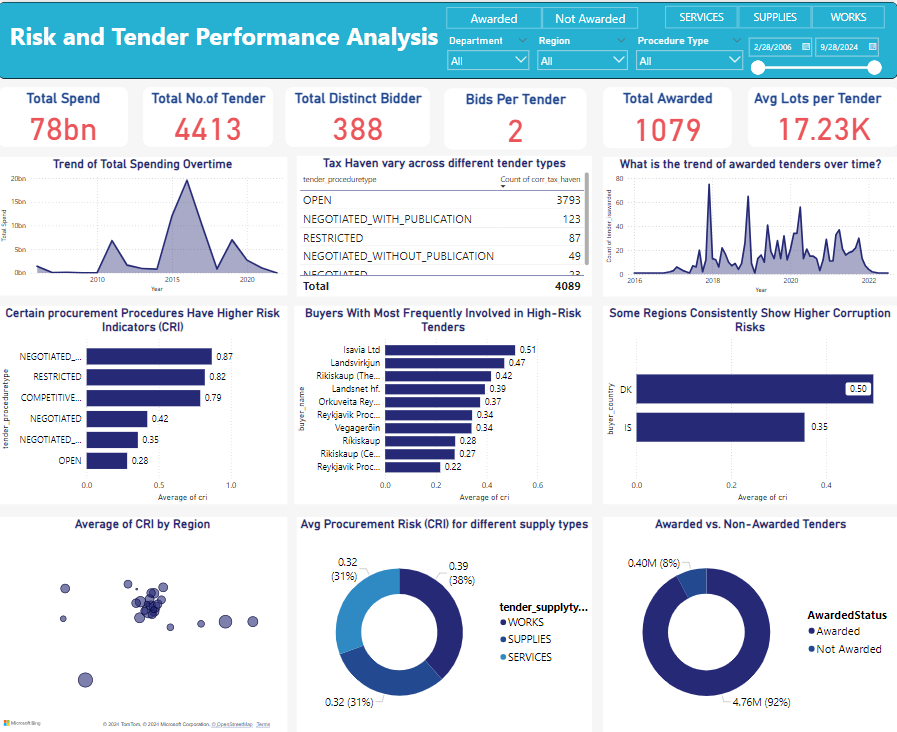 Risk and Tender Performance Analysis
Awarded
Not Awarded
SERVICES
SUPPLIES
WORKS
Department
Region
Procedure Type
All
All
All
2/28/2006
9/28/2024
Total Spend
78bn
Total No.of Tender
4413
Total Distinct Bidder
388
Bids Per Tender
2
Total Awarded
1079
Avg Lots per Tender
17.23K
Trend of Total Spending Overtime
Total Spend
20bn
15bn
10bn
5bn
0bn
2010
2015
2020
Year
Tax Haven vary across different tender types
tender_proceduretype Count of corr_tax_haven
OPEN 3793
NEGOTIATED_WITH_PUBLICATION 123
RESTRICTED 87
NEGOTIATED_WITHOUT_PUBLICATION 49
NEGOTIATED 23
Total 4089
What is the trend of awarded tenders over time?
Count of tender_isawarded
80
60
40
20
0
2016
2018
2020
2022
Year
Certain procurement Procedures Have Higher Risk
Indicators (CRI)
tender_proceduretype
NEGOTIATED_... 0.87
RESTRICTED 0.82
COMPETITIVE... 0.79
NEGOTIATED 0.42
NEGOTIATED_... 0.35
OPEN 0.28
0.0 0.5 1.0
Average of cri
Buyers With Most Frequently Involved in High-Risk
Tenders
buyer_name
Isavia Ltd 0.51
Landsvirkjun 0.47
Rikiskaup (The... 0.42
Landsnet hf. 0.39
Orkuveita Rey... 0.37
Reykjavik Proc... 0.34
Vegagerðin 0.34
Ríkiskaup 0.28
Ríkiskaup (Ce... 0.27
Reykjavik Proc... 0.22
0.0 0.2 0.4 0.6
Average of cri
Some Regions Consistently Show Higher Corruption
Risks
buyer_country
DK 0.50
IS 0.35
0.0 0.2 0.4
Average of cri
Average of CRI by Region
Microsoft Bing
© 2024 TomTom, © 2024 Microsoft Corporation, © OpenStreetMap Terms
Avg Procurement Risk (CRI) for different supply types
0.32
(31%)
0.39
(38%)
0.32 (31%)
tender_supplyty...
WORKS
SUPPLIES
SERVICES
Awarded vs. Non-Awarded Tenders
0.40M (8%)
4.76M (92%)
AwardedStatus
Awarded
Not Awarded